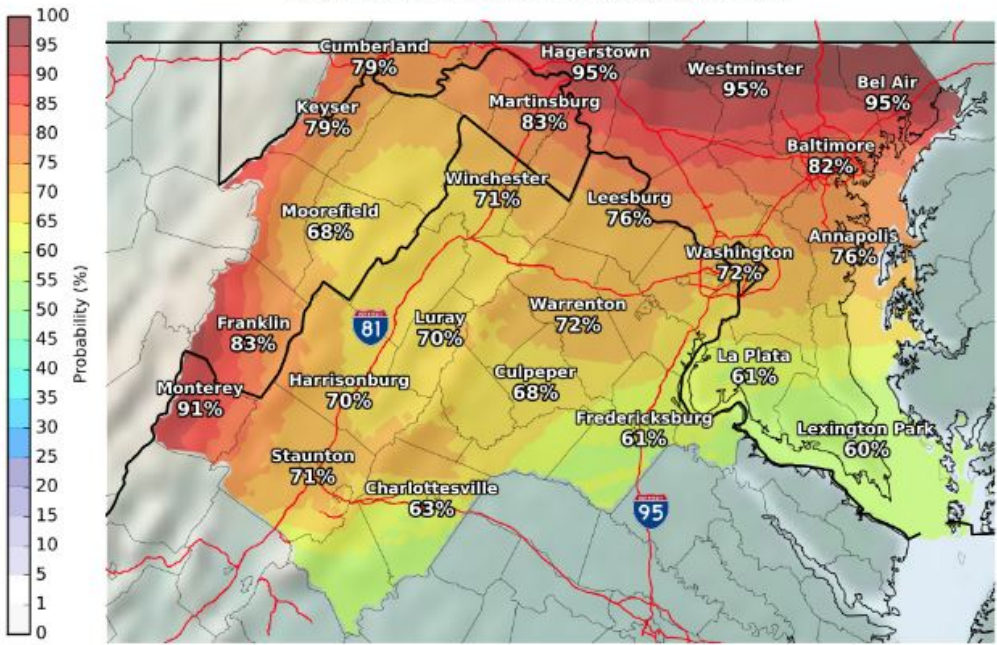 100
95
90
85
80
75
70
65
60
55
50
45
40
35
30
25
20
15
10
5
1
0
Probability (%)
Cumberland
79%
Hagerstown
95%
Westminster
95%
Bel Air
95%
Keyser
79%
Martinsburg
83%
Baltimore
82%
Winchester
71%
Leesburg
76%
Moorefield
68%
Washington
72%
Annapolis
76%
Franklin
83%
81
Luray
70%
Warrenton
72%
La Plata
61%
Monterey
91%
Harrisonburg
70%
Culpeper
68%
Fredericksburg
61%
Lexington Park
60%
Staunton
71%
Charlottesville
63%
95